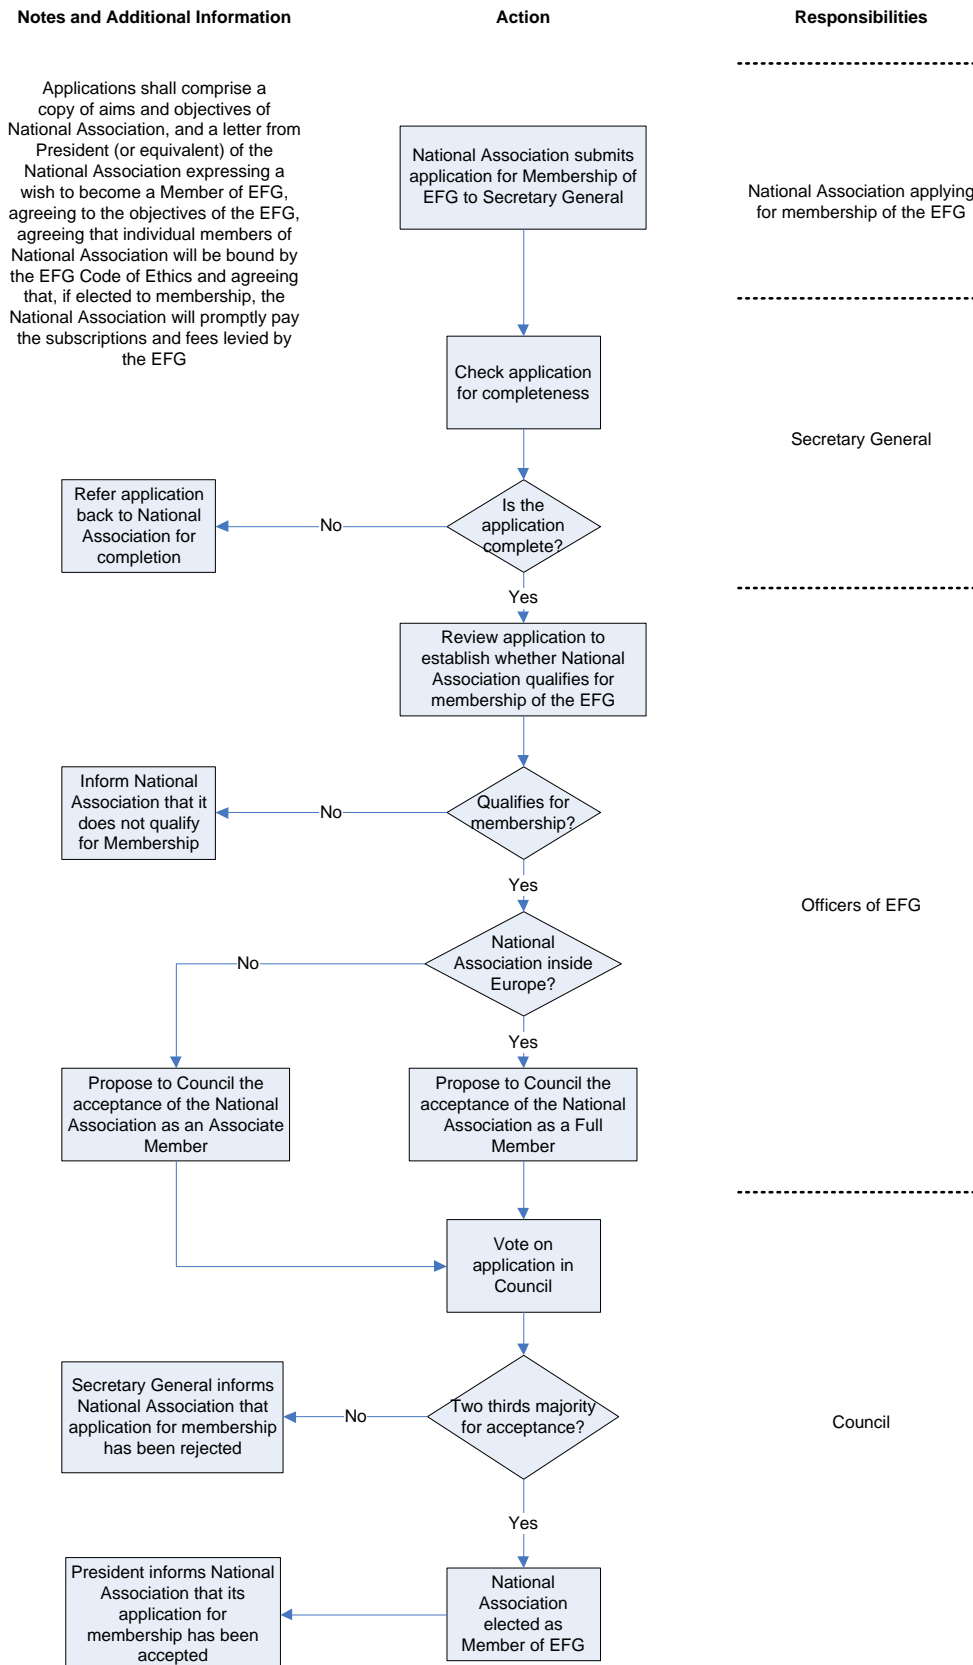 Notes and Additional Information
Action
Responsibilities
Applications shall comprise a
copy of aims and objectives of
National Association, and a letter from
President (or equivalent) of the
National Association expressing a
wish to become a Member of EFG,
agreeing to the objectives of the EFG,
agreeing that individual members of
National Association will be bound by
the EFG Code of Ethics and agreeing
that, if elected to membership, the
National Association will promptly pay
the subscriptions and fees levied by
the EFG
National Association submits
application for Membership of
EFG to Secretary General
National Association applying
for membership of the EFG
Check application
for completeness
Secretary General
Is the
application
complete?
No
Refer application
back to National
Association for
completion
Yes
Review application to
establish whether National
Association qualifies for
membership of the EFG
Qualifies for
membership?
No
Inform National
Association that it
does not qualify
for Membership
Yes
Officers of EFG
National
Association inside
Europe?
No
Yes
Propose to Council the
acceptance of the National
Association as an Associate
Member
Propose to Council the
acceptance of the National
Association as a Full
Member
Vote on
application in
Council
Two thirds majority
for acceptance?
No
Secretary General informs
National Association that
application for membership
has been rejected
Council
Yes
National
Association
elected as
Member of EFG
President informs National
Association that its
application for
membership has been
accepted